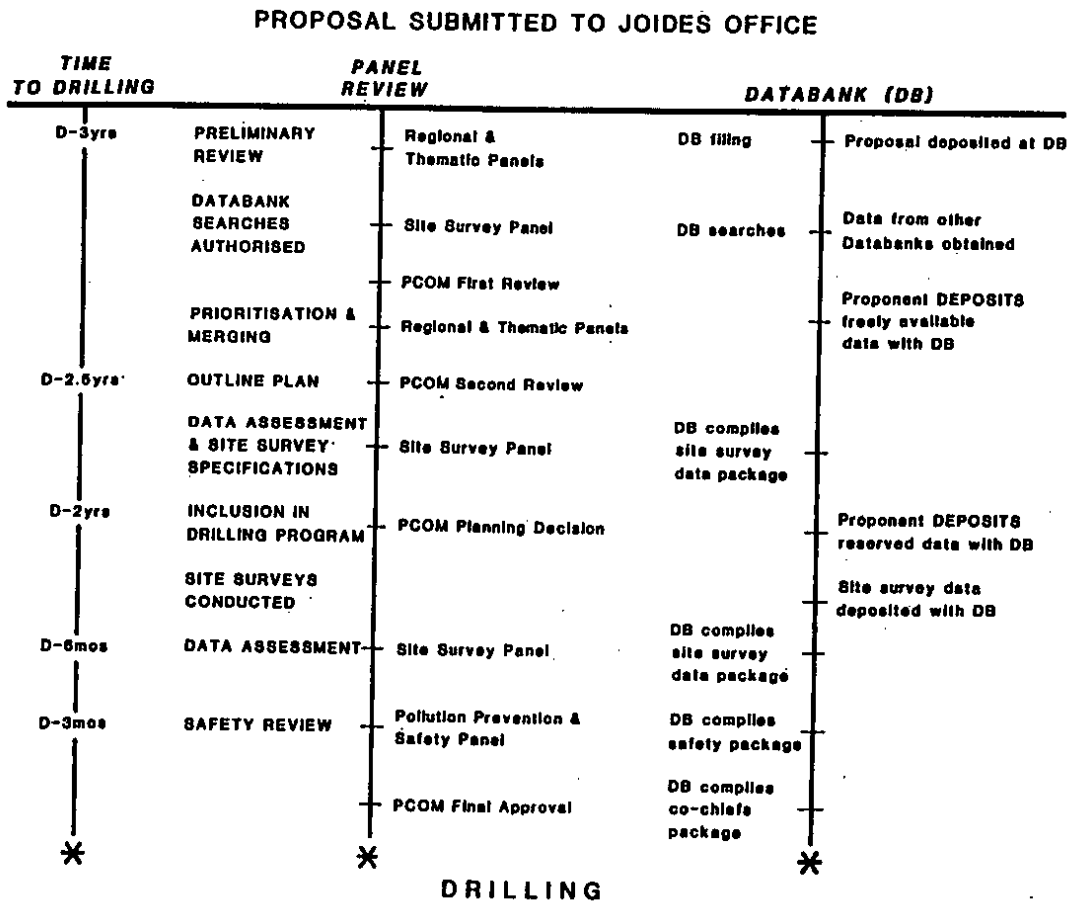 PROPOSAL SUBMITTED TO JOIDES OFFICE
TIME
TO DRILLING
PANEL
REVIEW
DATABANK (DB)
D-3yrs
PRELIMINARY
REVIEW
Regional &
Thematic Panels
DB filing
Proposal deposited at DB
DATABANK
SEARCHES
AUTHORISED
Site Survey Panel
DB searches
Data from other
Databanks obtained
PCOM First Review
PRIORITISATION &
MERGING
Regional & Thematic Panels
Proponent DEPOSITS
freely available
data with DB
D-2.5yrs
OUTLINE PLAN
PCOM Second Review
DATA ASSESSMENT
& SITE SURVEY
SPECIFICATIONS
Site Survey Panel
DB compiles
site survey
data package
D-2yrs
INCLUSION IN
DRILLING PROGRAM
PCOM Planning Decision
Proponent DEPOSITS
reserved data with DB
SITE SURVEYS
CONDUCTED
Site survey data
deposited with DB
D-6mos
DATA ASSESSMENT
Site Survey Panel
DB compiles
site survey
data package
D-3mos
SAFETY REVIEW
Pollution Prevention &
Safety Panel
DB compiles
safety package
PCOM Final Approval
DB compiles
co-chiefs
package
DRILLING